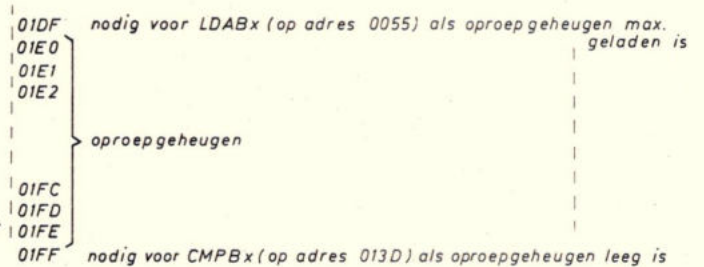 01DF nodig voor LDABx (op adres 0055) als oproepgeheugen max.
01E0 geladen is
01E1
01E2
oproepgeheugen
01FC
01FD
01FE
01FF nodig voor CMPBx (op adres 013D) als oproepgeheugen leeg is